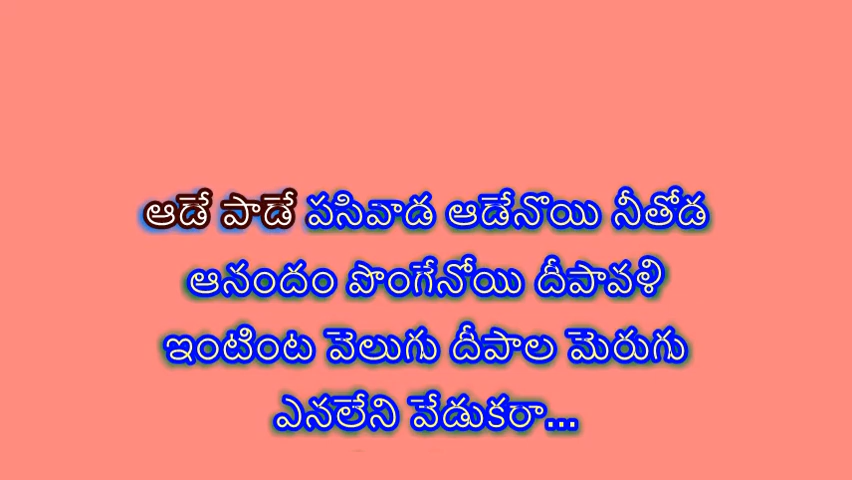 ఆడే పాడే పసివాడ ఆడేనొయి నీతోడ
ఆనందం పొంగేనోయి దీపావళి
ఇంటింట వెలుగు దీపాల మెరుగు
ఎనలేని వేడుకరా...